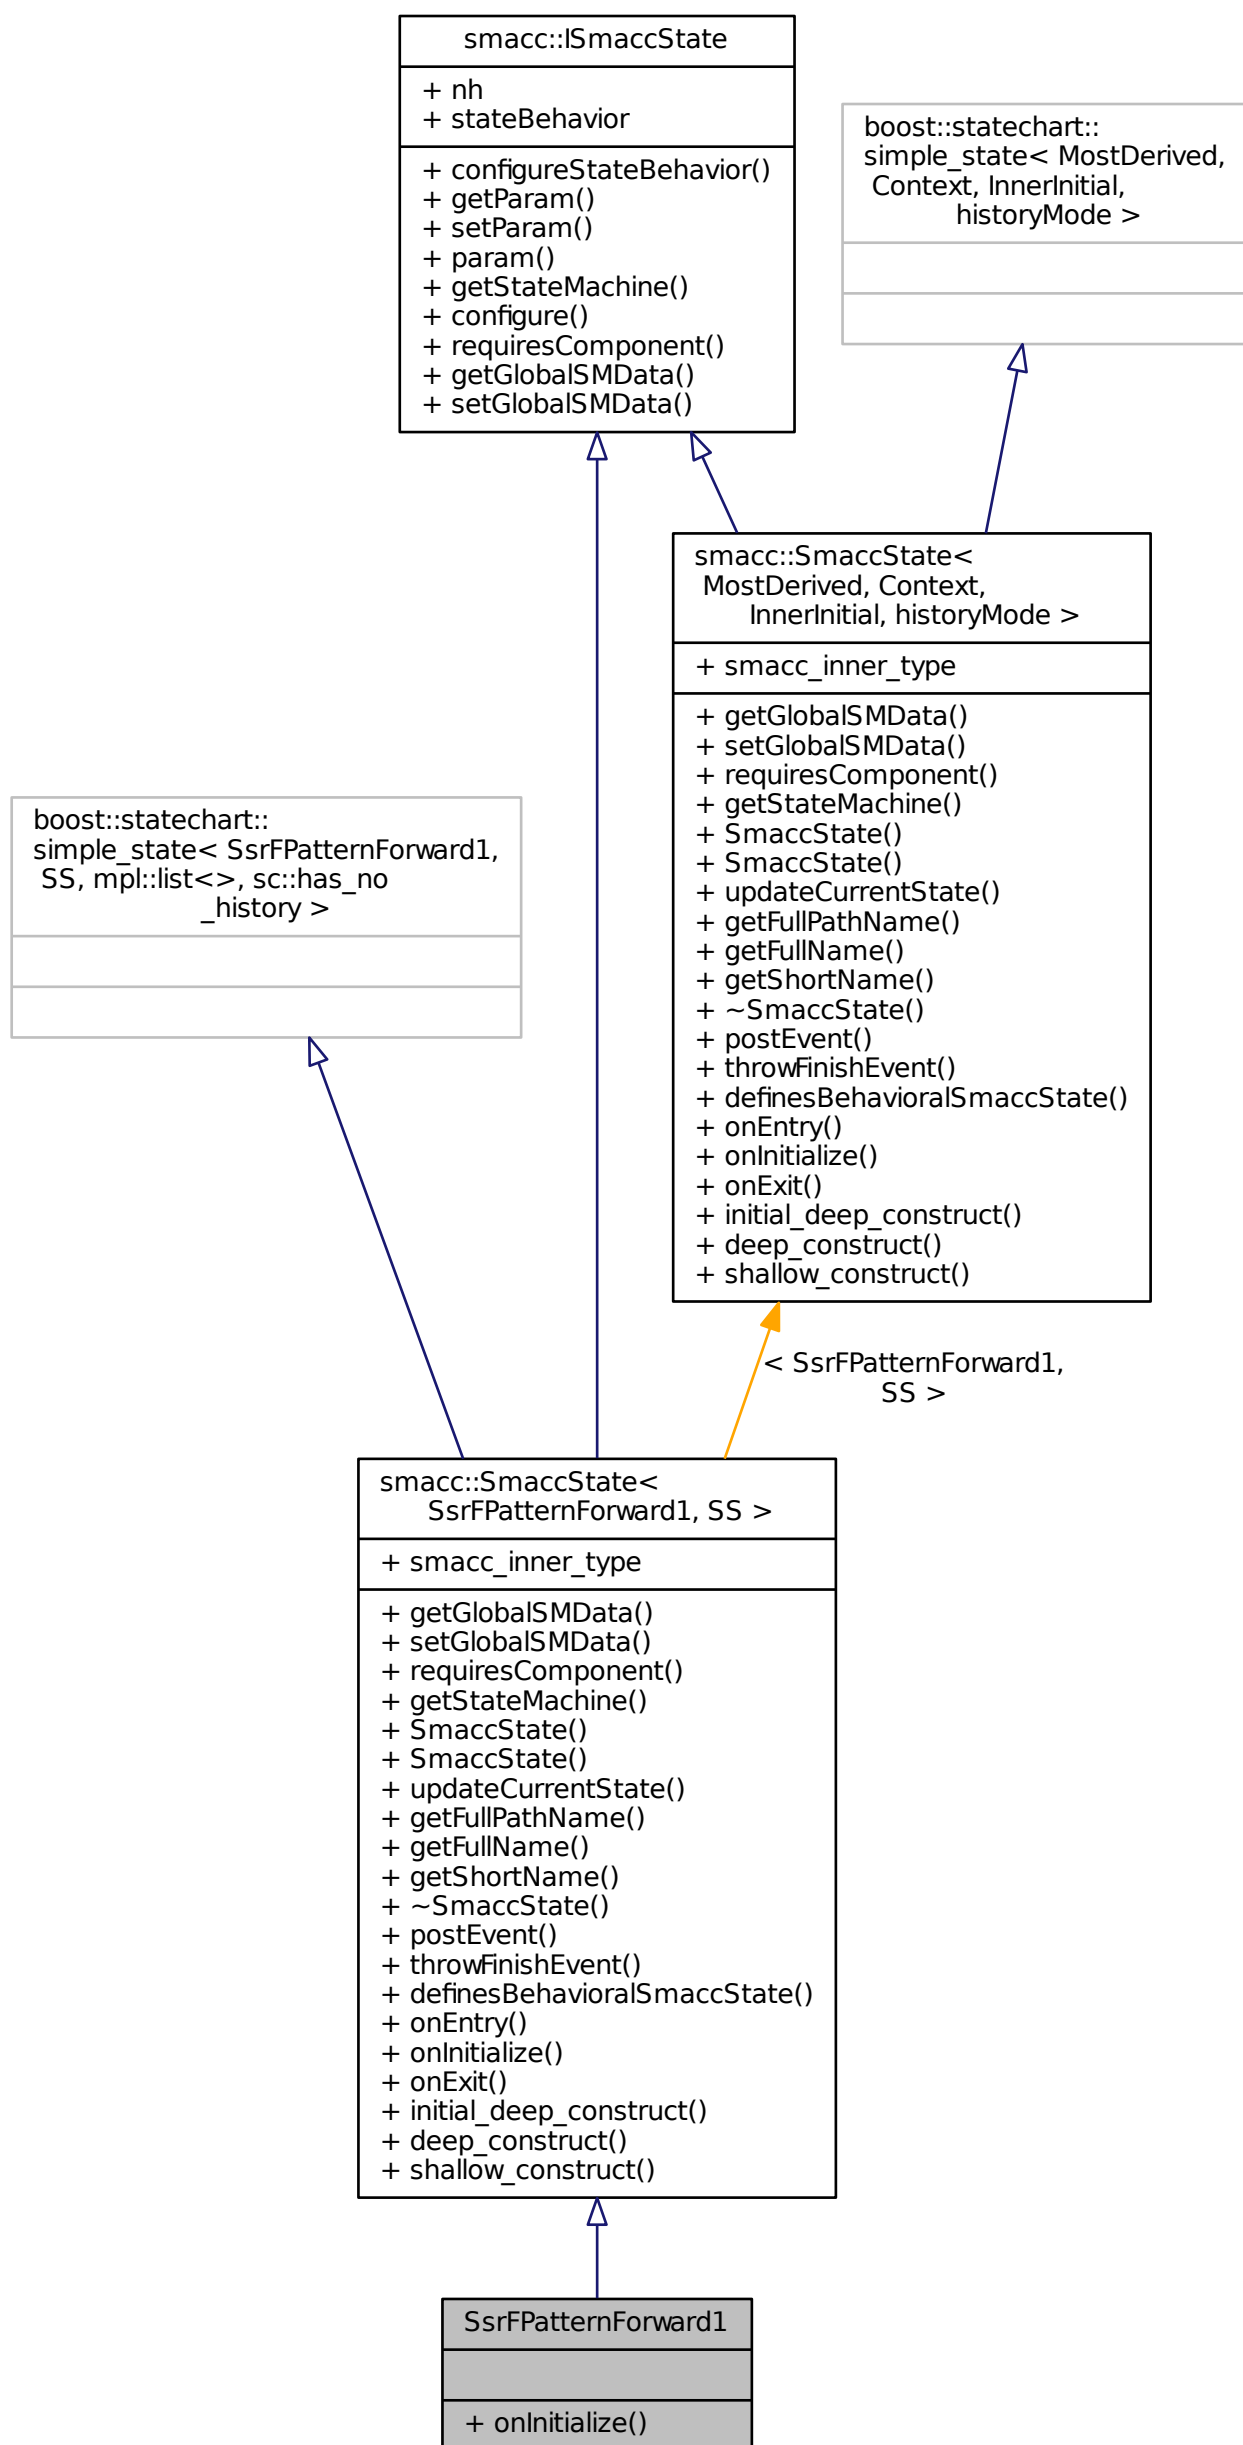 smacc::ISmaccState
+ nh
+ stateBehavior
+ configureStateBehavior()
+ getParam()
+ setParam()
+ param()
+ getStateMachine()
+ configure()
+ requiresComponent()
+ getGlobalSMData()
+ setGlobalSMData()
boost::statechart::
simple_state< MostDerived,
Context, InnerInitial,
historyMode >
smacc::SmaccState<
MostDerived, Context,
InnerInitial, historyMode >
+ smacc_inner_type
+ getGlobalSMData()
+ setGlobalSMData()
+ requiresComponent()
+ getStateMachine()
+ SmaccState()
+ SmaccState()
+ updateCurrentState()
+ getFullPathName()
+ getFullName()
+ getShortName()
+ ~SmaccState()
+ postEvent()
+ throwFinishEvent()
+ definesBehavioralSmaccState()
+ onEntry()
+ onInitialize()
+ onExit()
+ initial_deep_construct()
+ deep_construct()
+ shallow_construct()
boost::statechart::
simple_state< SsrFPatternForward1,
SS, mpl::list<>, sc::has_no
_history >
< SsrFPatternForward1,
SS >
smacc::SmaccState<
SsrFPatternForward1, SS >
+ smacc_inner_type
+ getGlobalSMData()
+ setGlobalSMData()
+ requiresComponent()
+ getStateMachine()
+ SmaccState()
+ SmaccState()
+ updateCurrentState()
+ getFullPathName()
+ getFullName()
+ getShortName()
+ ~SmaccState()
+ postEvent()
+ throwFinishEvent()
+ definesBehavioralSmaccState()
+ onEntry()
+ onInitialize()
+ onExit()
+ initial_deep_construct()
+ deep_construct()
+ shallow_construct()
SsrFPatternForward1
+ onInitialize()